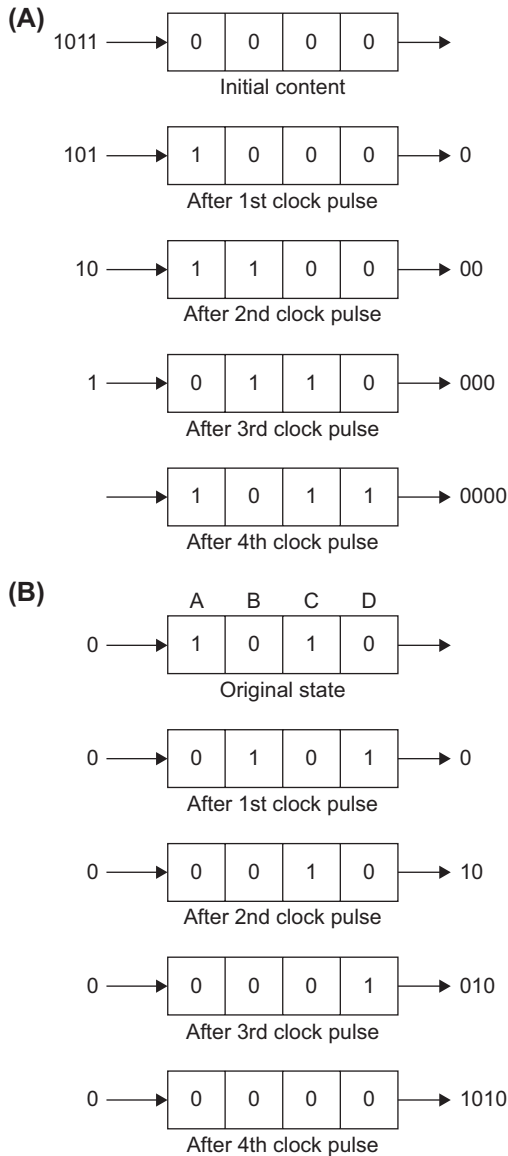 (A)
1011 0 0 0 0
Initial content
101 1 0 0 0 0
After 1st clock pulse
10 1 1 0 0 00
After 2nd clock pulse
1 0 1 1 0 000
After 3rd clock pulse
1 0 1 1 0000
After 4th clock pulse
(B)
A B C D
0 1 0 1 0
Original state
0 0 1 0 1 0
After 1st clock pulse
0 0 0 1 0 10
After 2nd clock pulse
0 0 0 0 1 010
After 3rd clock pulse
0 0 0 0 0 1010
After 4th clock pulse